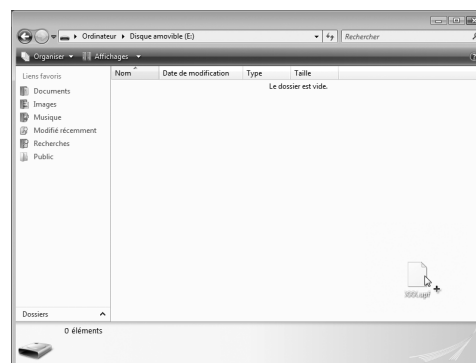 Ordinateur ▸ Disque amovible (E:)
Rechercher
Organiser Affichages
Liens favoris
Nom Date de modification Type Taille
Le dossier est vide.
Documents
Images
Musique
Modifié récemment
Recherches
Public
Dossiers
0 éléments